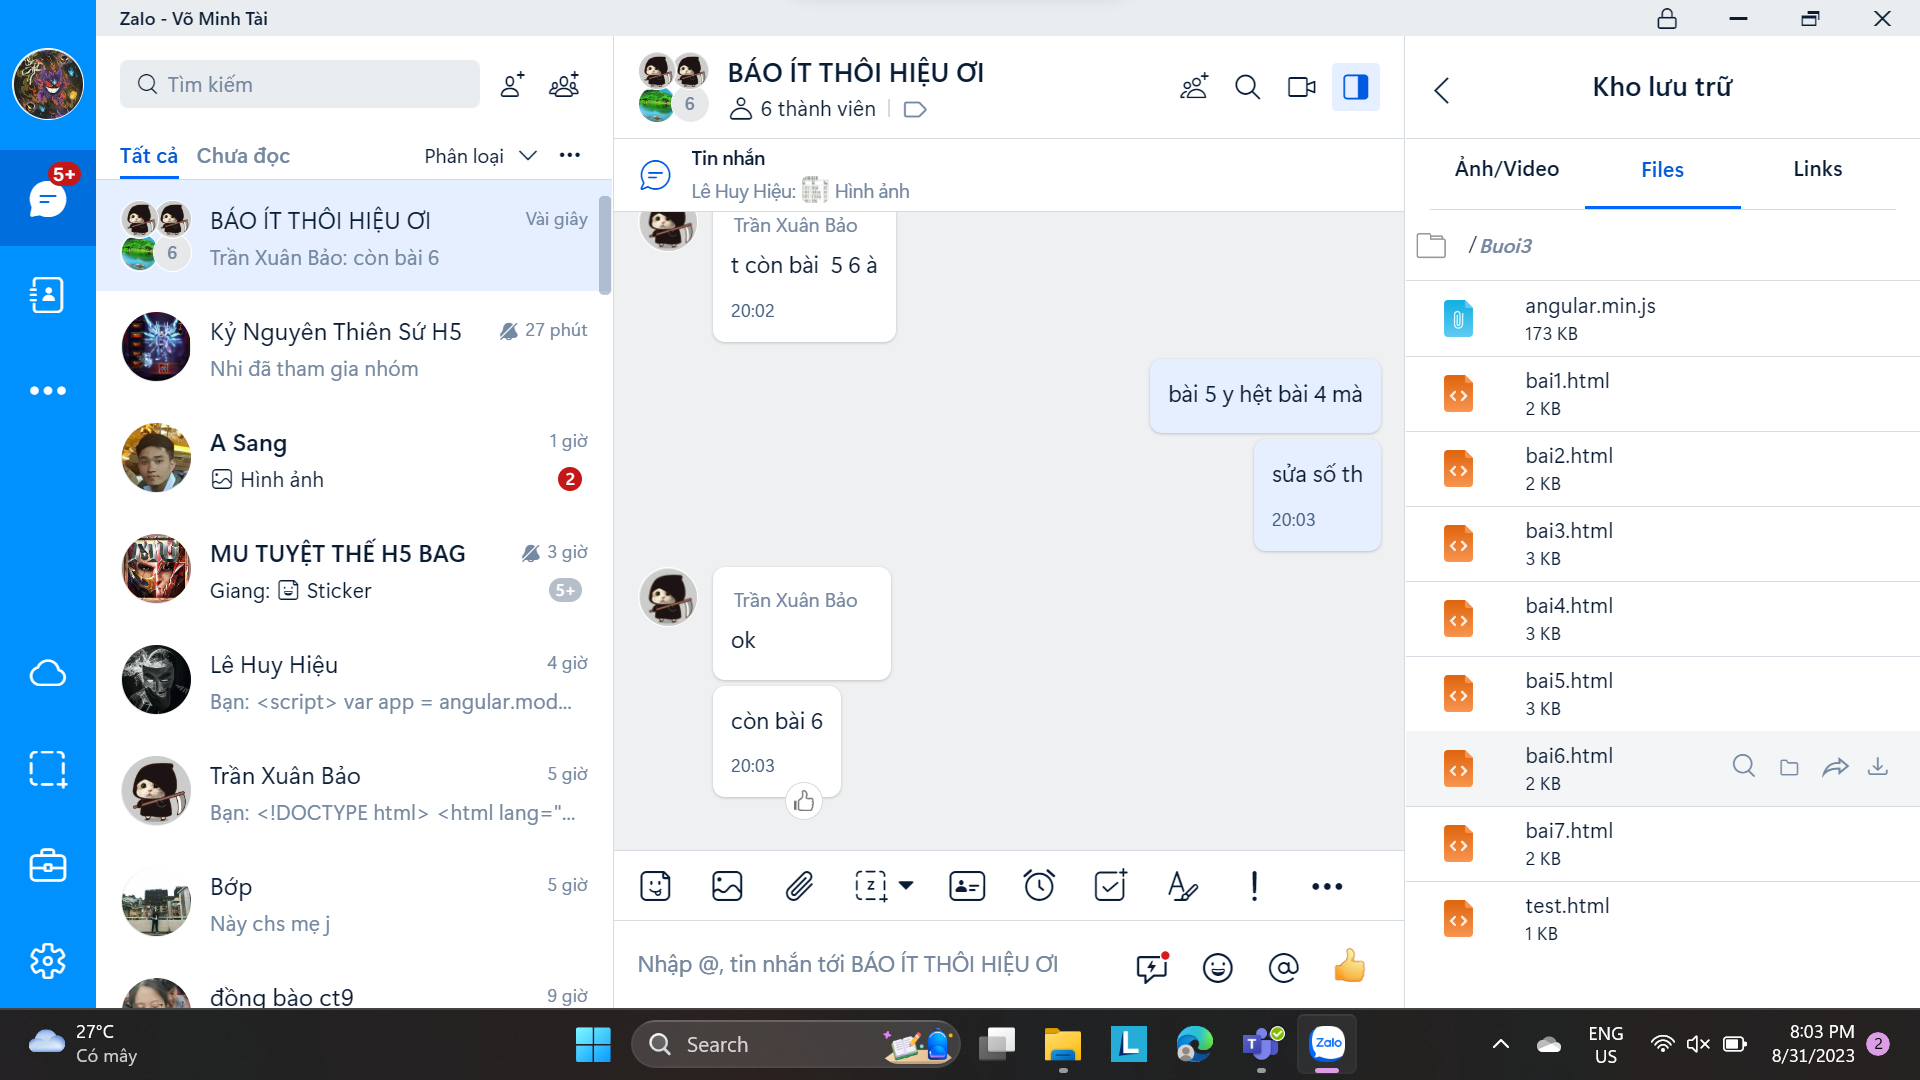 Zalo - Võ Minh Tài
Tìm kiếm
Tất cả
Chưa đọc
Phân loại
5+
BÁO ÍT THÔI HIỆU ƠI
Vài giây
6
Trần Xuân Bảo: còn bài 6
Kỷ Nguyên Thiên Sứ H5
27 phút
Nhi đã tham gia nhóm
A Sang
1 giờ
Hình ảnh
2
MU TUYỆT THẾ H5 BAG
3 giờ
Giang: Sticker
5+
Lê Huy Hiệu
4 giờ
Bạn: <script> var app = angular.mod...
Trần Xuân Bảo
5 giờ
Bạn: <!DOCTYPE html> <html lang="...
Bớp
5 giờ
Này chs mẹ j
đồng bào ct9
9 giờ
BÁO ÍT THÔI HIỆU ƠI
6
6 thành viên
Tin nhắn
Lê Huy Hiệu: Hình ảnh
Trần Xuân Bảo
t còn bài  5 6 à
20:02
bài 5 y hệt bài 4 mà
sửa số th
20:03
Trần Xuân Bảo
ok
còn bài 6
20:03
Nhập @, tin nhắn tới BÁO ÍT THÔI HIỆU ƠI
Kho lưu trữ
Ảnh/Video
Files
Links
/ Buoi3
angular.min.js
173 KB
bai1.html
2 KB
bai2.html
2 KB
bai3.html
3 KB
bai4.html
3 KB
bai5.html
3 KB
bai6.html
2 KB
bai7.html
2 KB
test.html
1 KB
27°C
Có mây
Search
L
T
Zalo
ENG
US
8:03 PM
8/31/2023
2